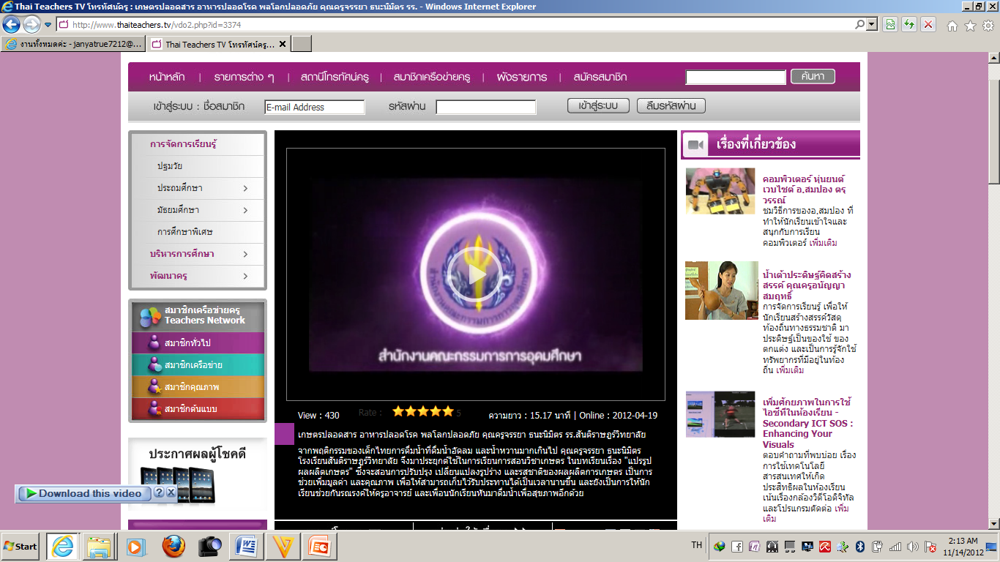 Thai Teachers TV โทรทัศน์ครู : เกษตรปลอดสาร อาหารปลอดโรค พลโลกปลอดภัย คุณครูจรรยา ธนะนิมิตร รร. - Windows Internet Explorer
http://www.thaiteachers.tv/vdo2.php?id=3374
งานทั้งหมดค่ะ - janyatrue7212@...
Thai Teachers TV โทรทัศน์ครู...
หน้าหลัก | รายการต่าง ๆ | สถานีโทรทัศน์ครู | สมาชิกเครือข่ายครู | ผังรายการ | สมัครสมาชิก
ค้นหา
เข้าสู่ระบบ : ชื่อสมาชิก
E-mail Address
รหัสผ่าน
เข้าสู่ระบบ
ลืมรหัสผ่าน
การจัดการเรียนรู้
ปฐมวัย
ประถมศึกษา
มัธยมศึกษา
การศึกษาพิเศษ
บริหารการศึกษา
พัฒนาครู
สมาชิกเครือข่ายครู
Teachers Network
สมาชิกทั่วไป
สมาชิกเครือข่าย
สมาชิกคุณภาพ
สมาชิกต้นแบบ
ประกาศผลผู้โชคดี
Download this video
สำนักงานคณะกรรมการการอุดมศึกษา
สำนักงานคณะกรรมการการอุดมศึกษา
View : 430
Rate :
5
ความยาว : 15.17 นาที | Online : 2012-04-19
เกษตรปลอดสาร อาหารปลอดโรค พลโลกปลอดภัย คุณครูจรรยา ธนะนิมิตร รร.สันติราษฎร์วิทยาลัย
จากพฤติกรรมของเด็กไทยการดื่มน้ำที่ดื่มน้ำอัดลม และน้ำหวานมากเกินไป คุณครูจรรยา ธนะนิมิตร
โรงเรียนสันติราษฎร์วิทยาลัย จึงมาประยุกต์ใช้ในการเรียนการสอนวิชาเกษตร ในบทเรียนเรื่อง "แปรรูป
ผลผลิตเกษตร" ซึ่งจะสอนการปรับปรุง เปลี่ยนแปลงรูปร่าง และรสชาติของผลผลิตการเกษตร เป็นการ
ช่วยเพิ่มมูลค่า และคุณภาพ เพื่อให้สามารถเก็บไว้รับประทานได้เป็นเวลานานขึ้น และยังเป็นการให้นัก
เรียนช่วยกันรณรงค์ให้ครูอาจารย์ และเพื่อนนักเรียนหันมาดื่มน้ำเพื่อสุขภาพอีกด้วย
เรื่องที่เกี่ยวข้อง
คอมพิวเตอร์ หุ่นยนต์
เวบไซต์ อ.สมปอง ตรุ
วรรณ์
ชมวิธีการของอ.สมปอง ที่
ทำให้นักเรียนเข้าใจและ
สนุกกับการเรียน
คอมพิวเตอร์ เพิ่มเติม
น้ำเต้าประดิษฐ์คิดสร้าง
สรรค์ คุณครูอนัญญา
สมฤทธิ์
การจัดการเรียนรู้ เพื่อให้
นักเรียนสร้างสรรค์วัสดุ
ท้องถิ่นทางธรรมชาติ มา
ประดิษฐ์เป็นของใช้ ของ
ตกแต่ง และเป็นการรู้จักใช้
ทรัพยากรที่มีอยู่ในท้อง
ถิ่น เพิ่มเติม
เพิ่มศักยภาพในการใช้
ไอซีทีในห้องเรียน -
Secondary ICT SOS :
Enhancing Your
Visuals
ตอบคำถามที่พบบ่อย เรื่อง
การใช้เทคโนโลยี
สารสนเทศให้เกิด
ประสิทธิผลในห้องเรียน
เน้นเรื่องกล้องวิดีโอดิจิทัล
และโปรแกรมตัดต่อ เพิ่ม
เติม
Start
TH
2:13 AM
11/14/2012